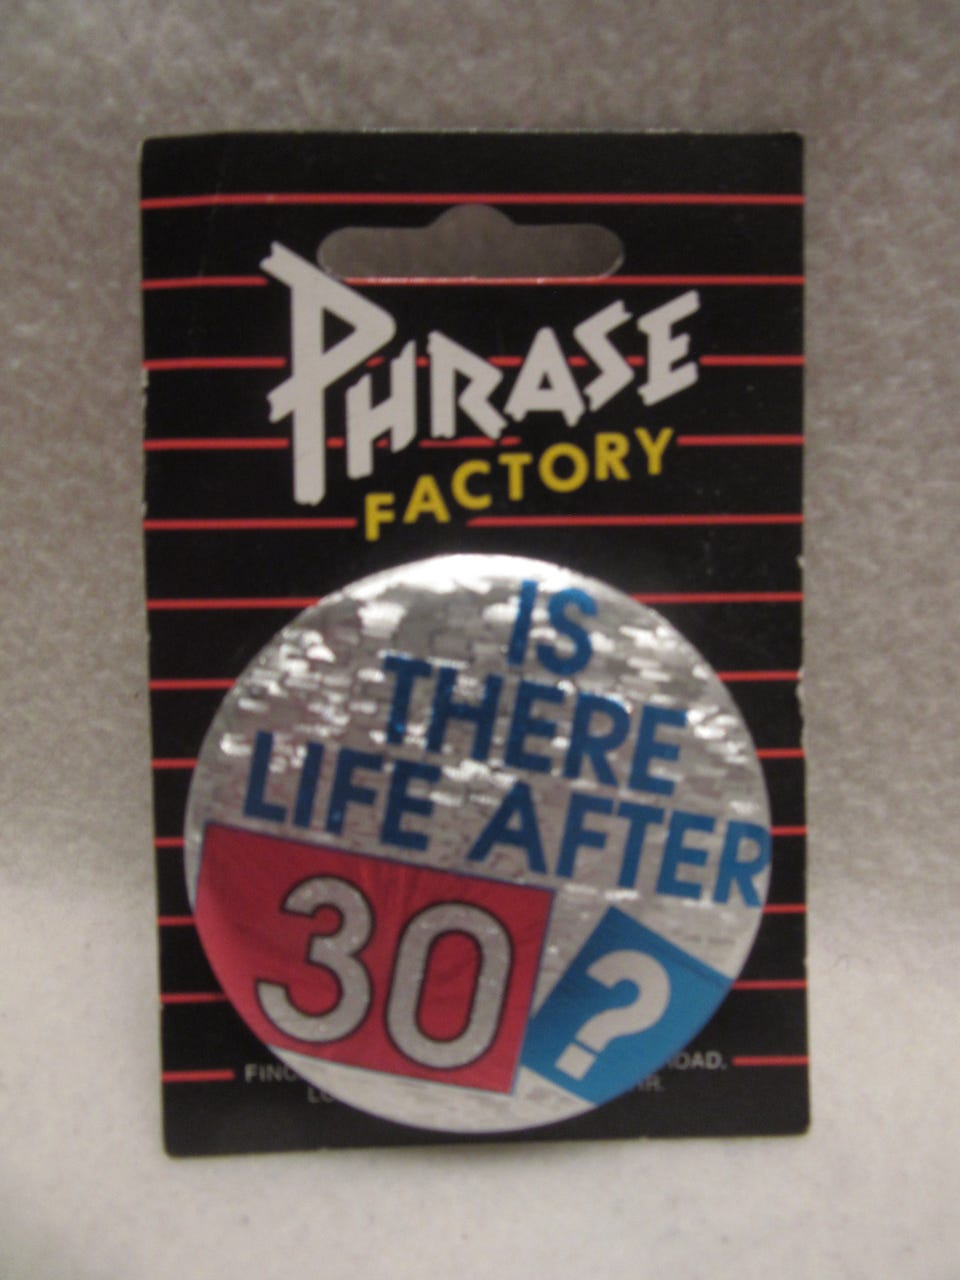 PHRASE
FACTORY
IS
THERE
LIFE AFTER
30 ?